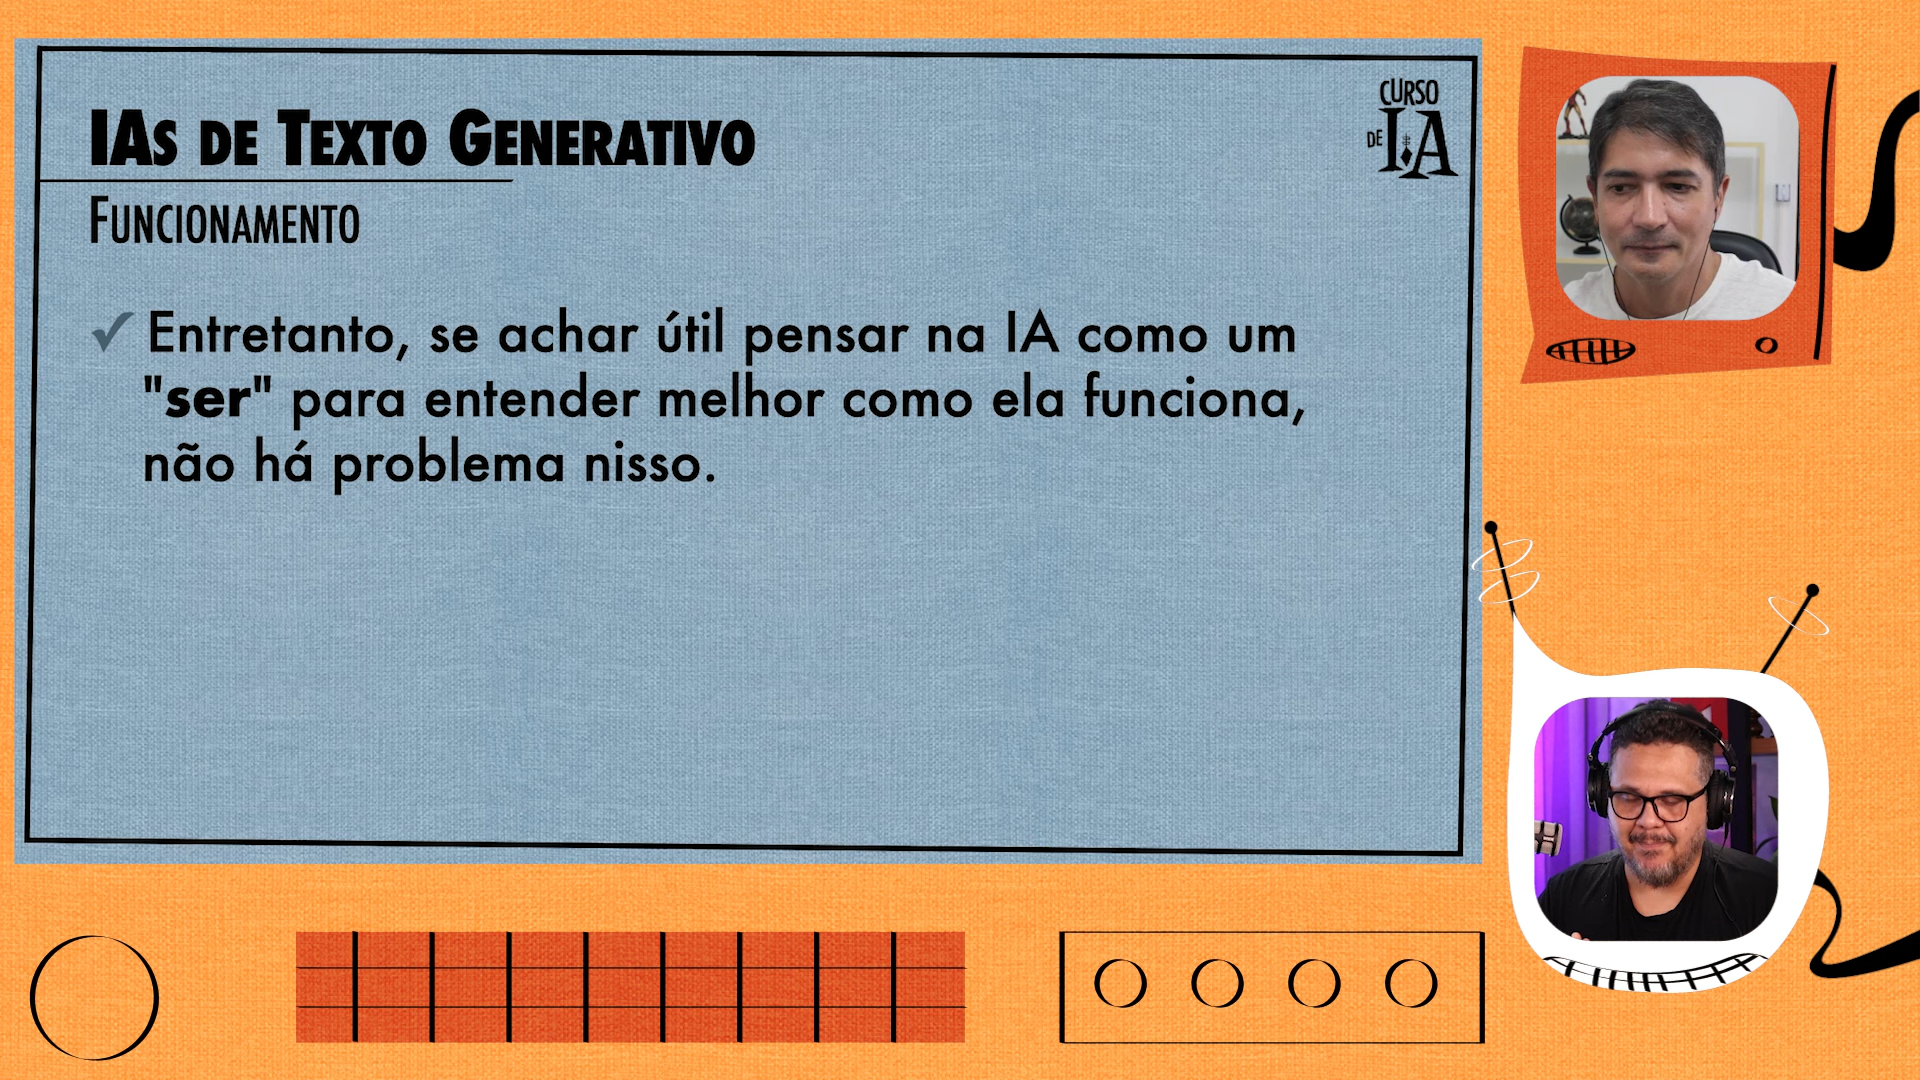 IAs de Texto Generativo
CURSO
DE IA
Funcionamento
✓ Entretanto, se achar útil pensar na IA como um
"ser" para entender melhor como ela funciona,
não há problema nisso.